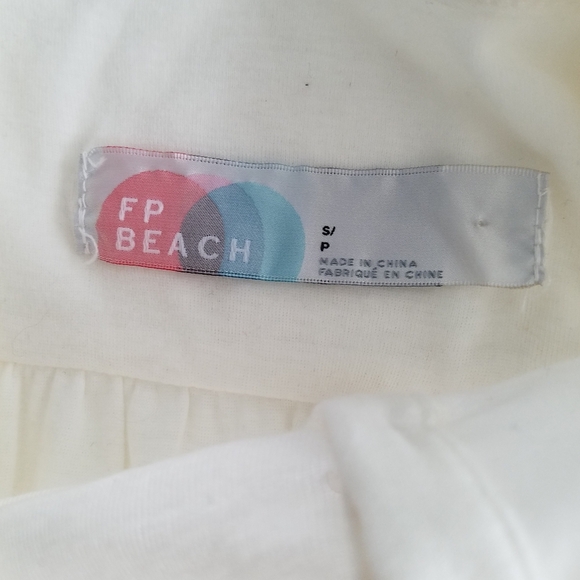 FP
BEACH
S/
P
MADE IN CHINA
FABRIQUÉ EN CHINE